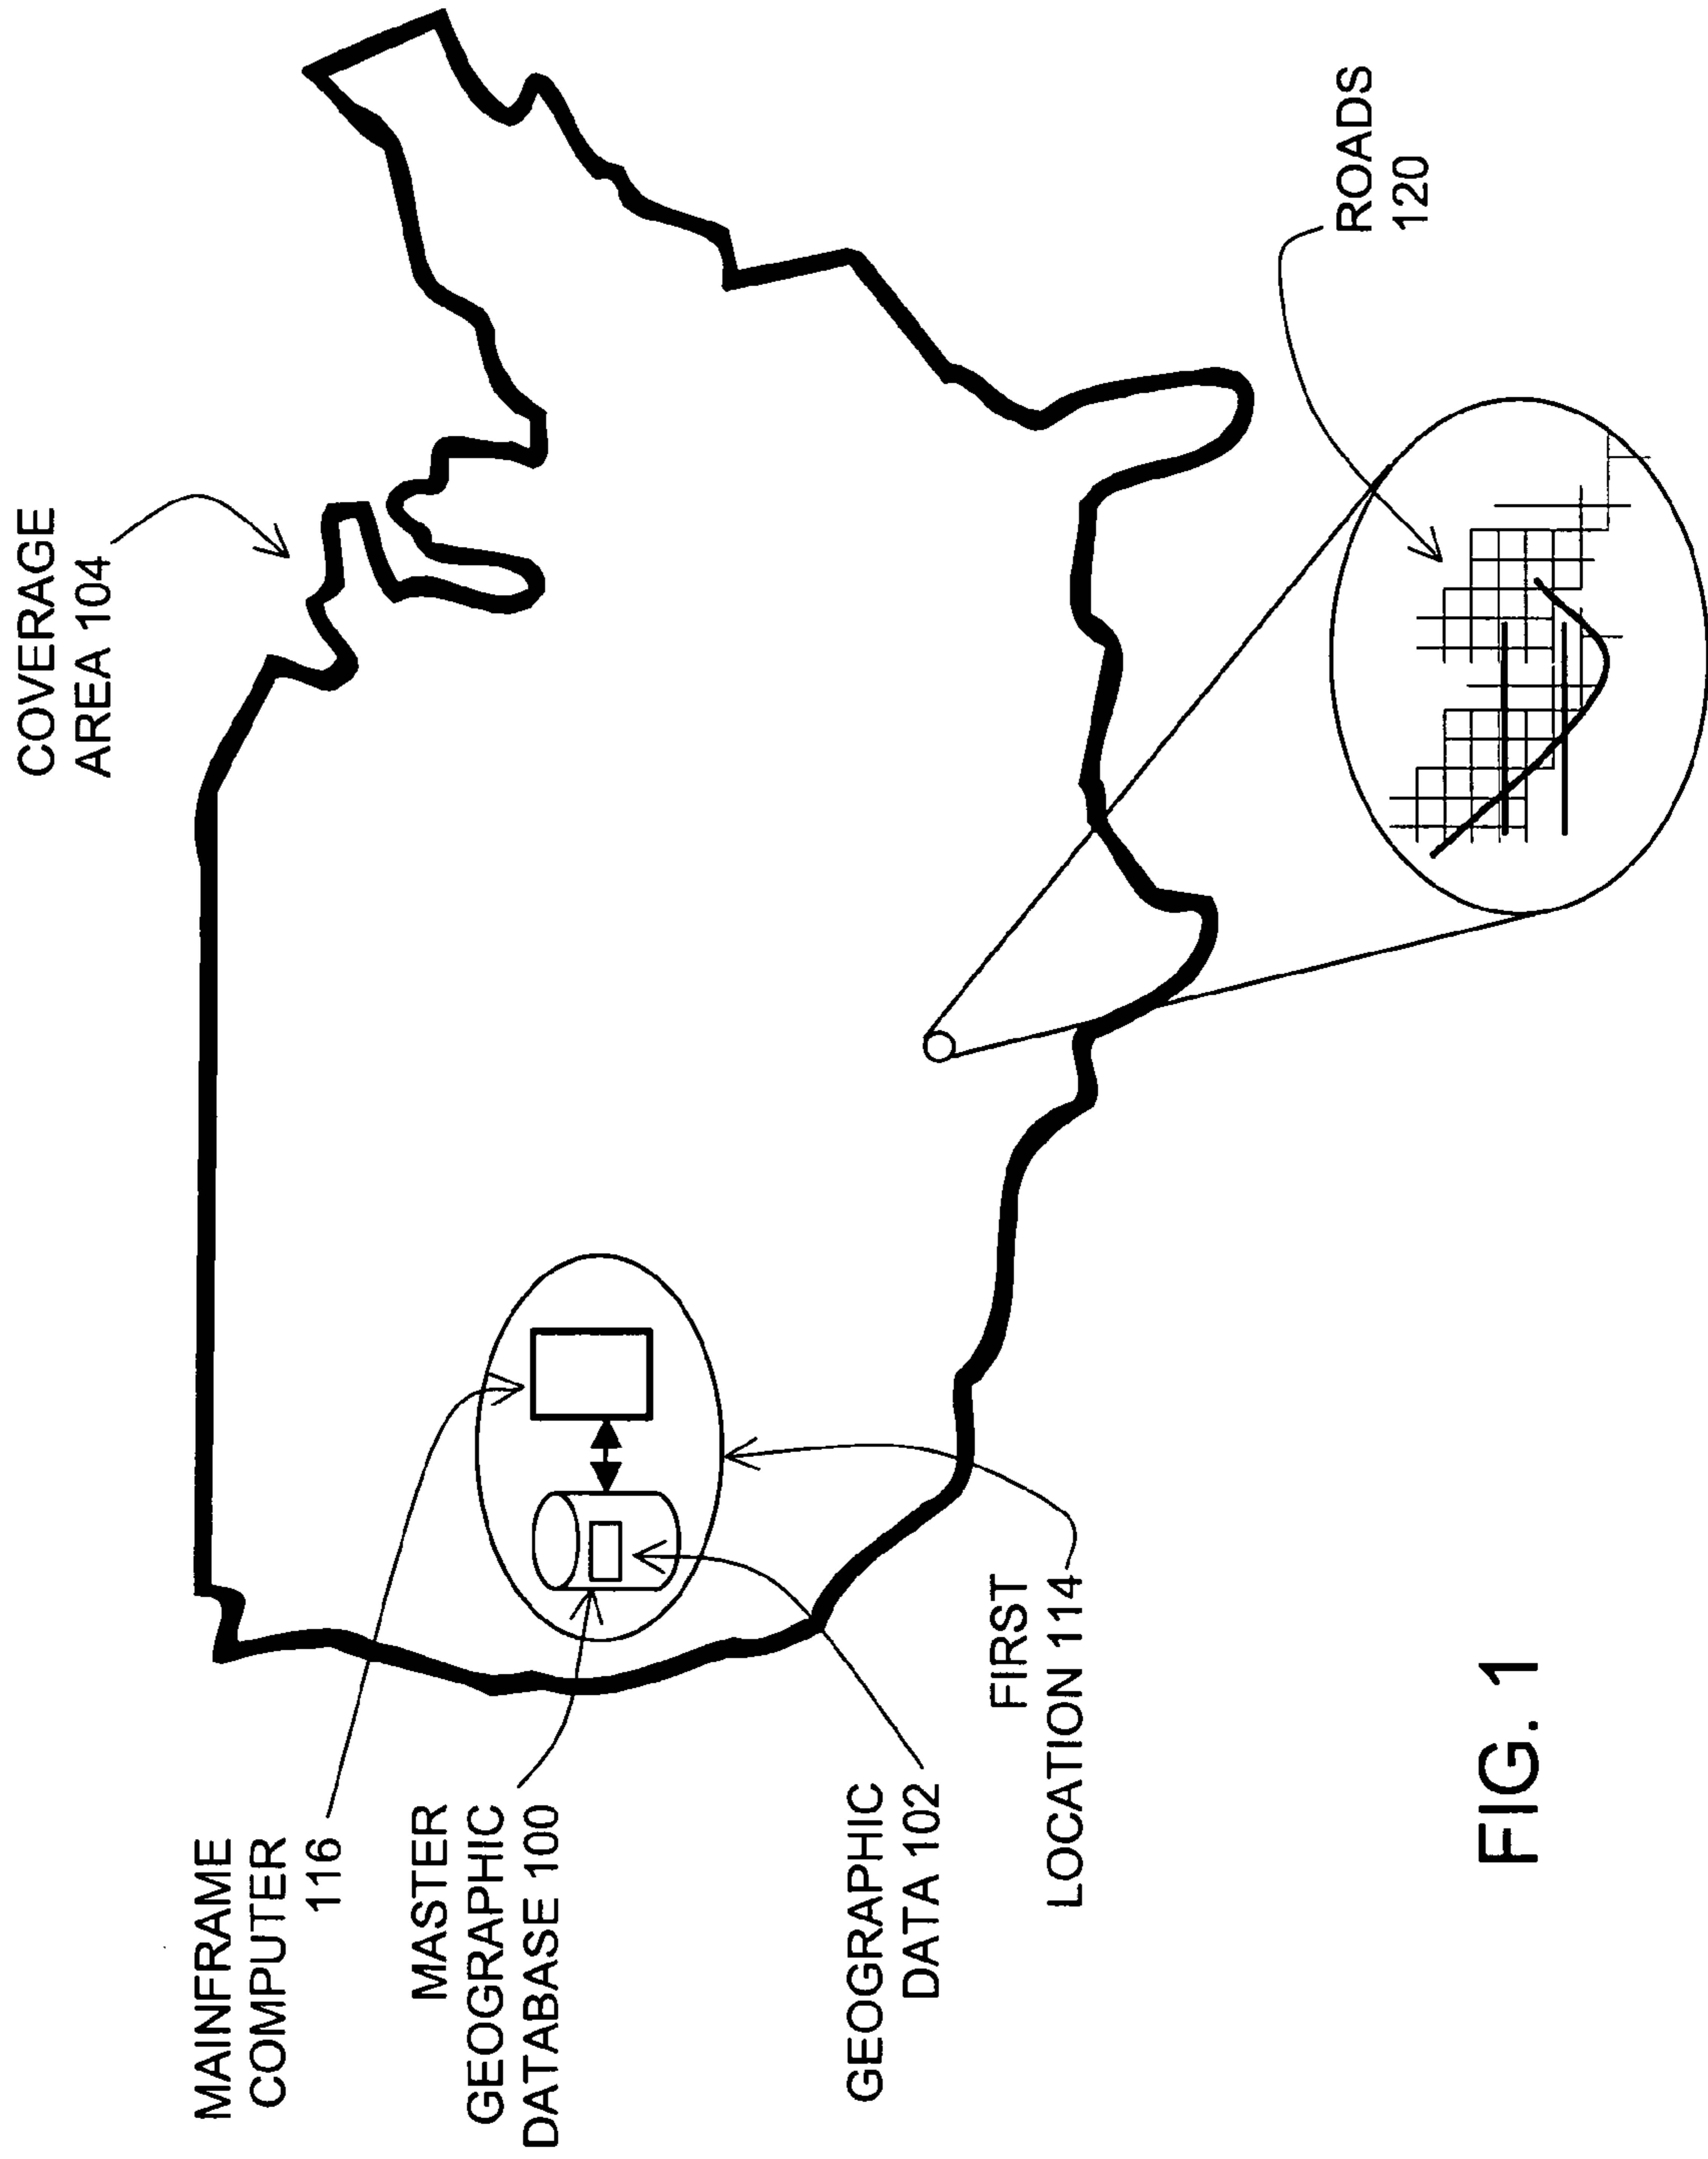 COVERAGE
AREA 104
MAINFRAME
COMPUTER
116
MASTER
GEOGRAPHIC
DATABASE 100
GEOGRAPHIC
DATA 102
FIRST
LOCATION 114
ROADS
120
FIG. 1